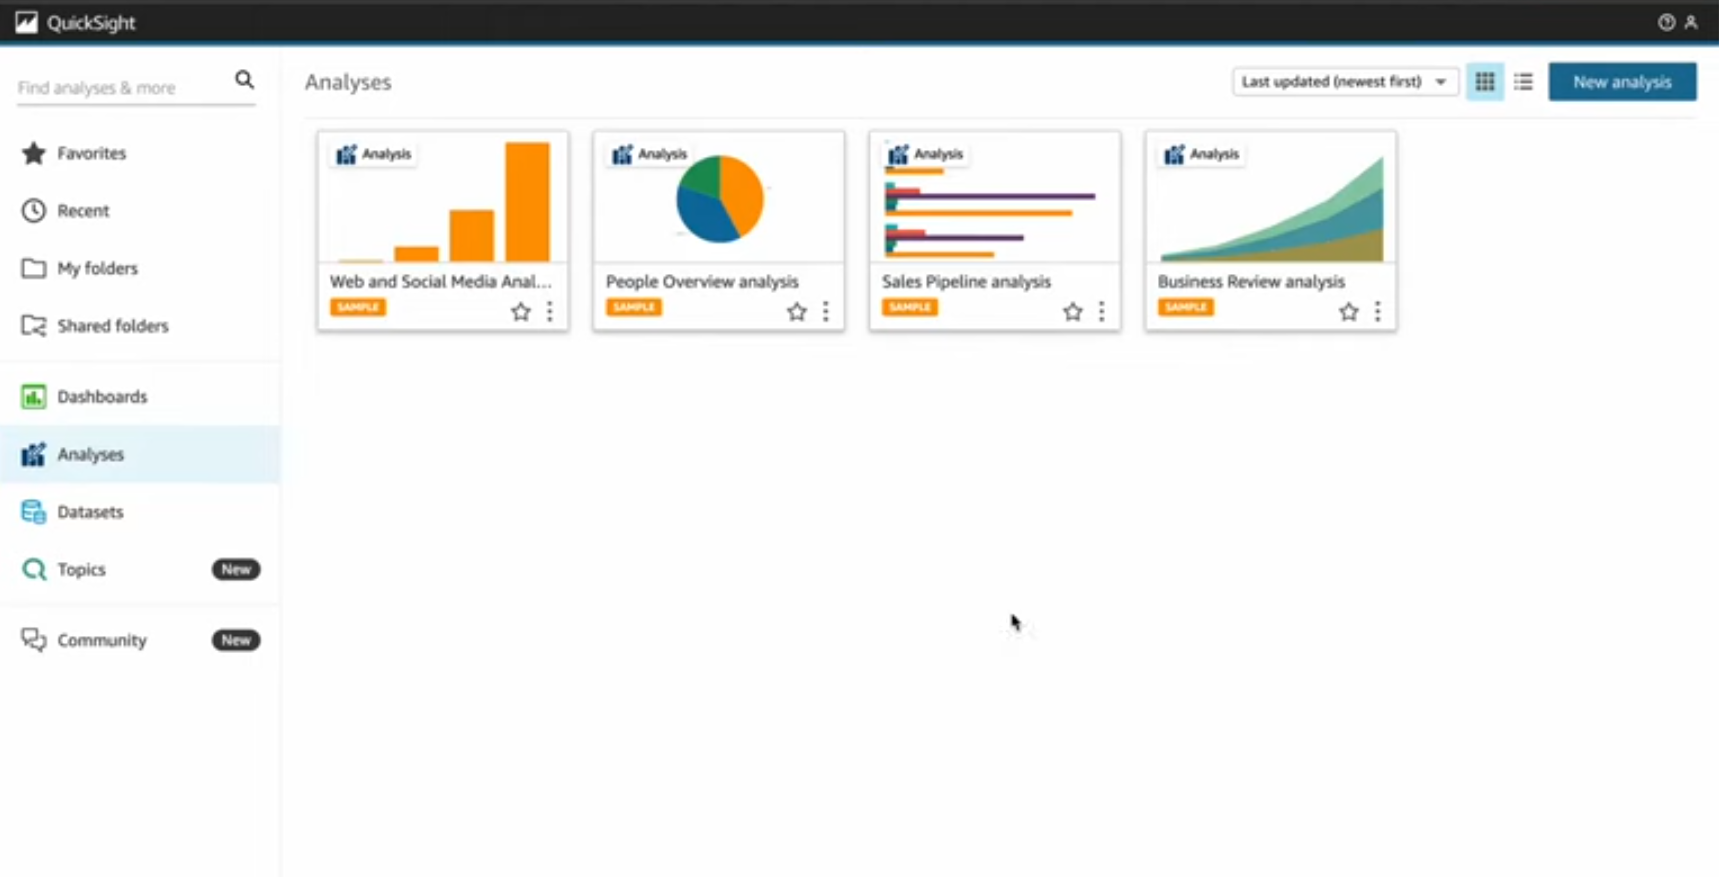 QuickSight
Find analyses & more
Favorites
Recent
My folders
Shared folders
Dashboards
Analyses
Datasets
Topics New
Community New
Analyses
Last updated (newest first)
New analysis
Analysis
Web and Social Media Anal...
SAMPLE
Analysis
People Overview analysis
SAMPLE
Analysis
Sales Pipeline analysis
SAMPLE
Analysis
Business Review analysis
SAMPLE